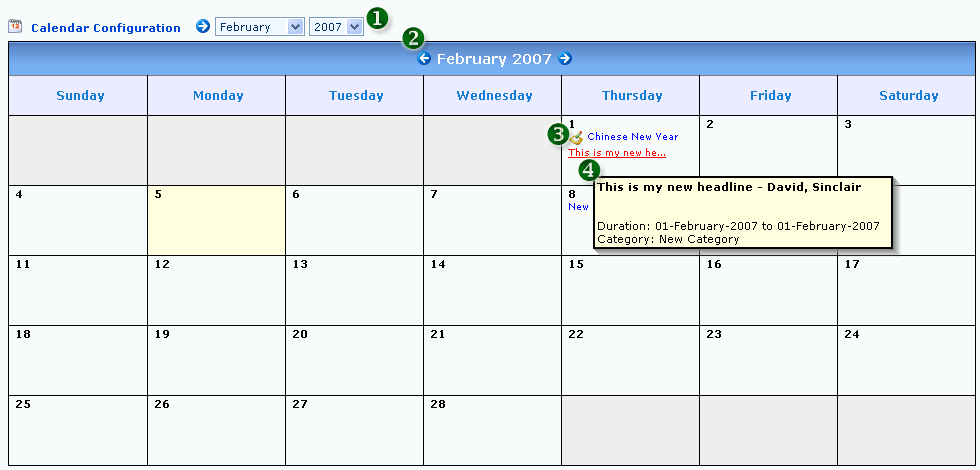 12 Calendar Configuration February 2007 1
2
February 2007
Sunday Monday Tuesday Wednesday Thursday Friday Saturday
1 2 3
3 Chinese New Year
This is my new he...
4
4 5 6 7 8
New
This is my new headline - David, Sinclair
Duration: 01-February-2007 to 01-February-2007
Category: New Category
11 12 13 14 15 16 17
18 19 20 21 22 23 24
25 26 27 28